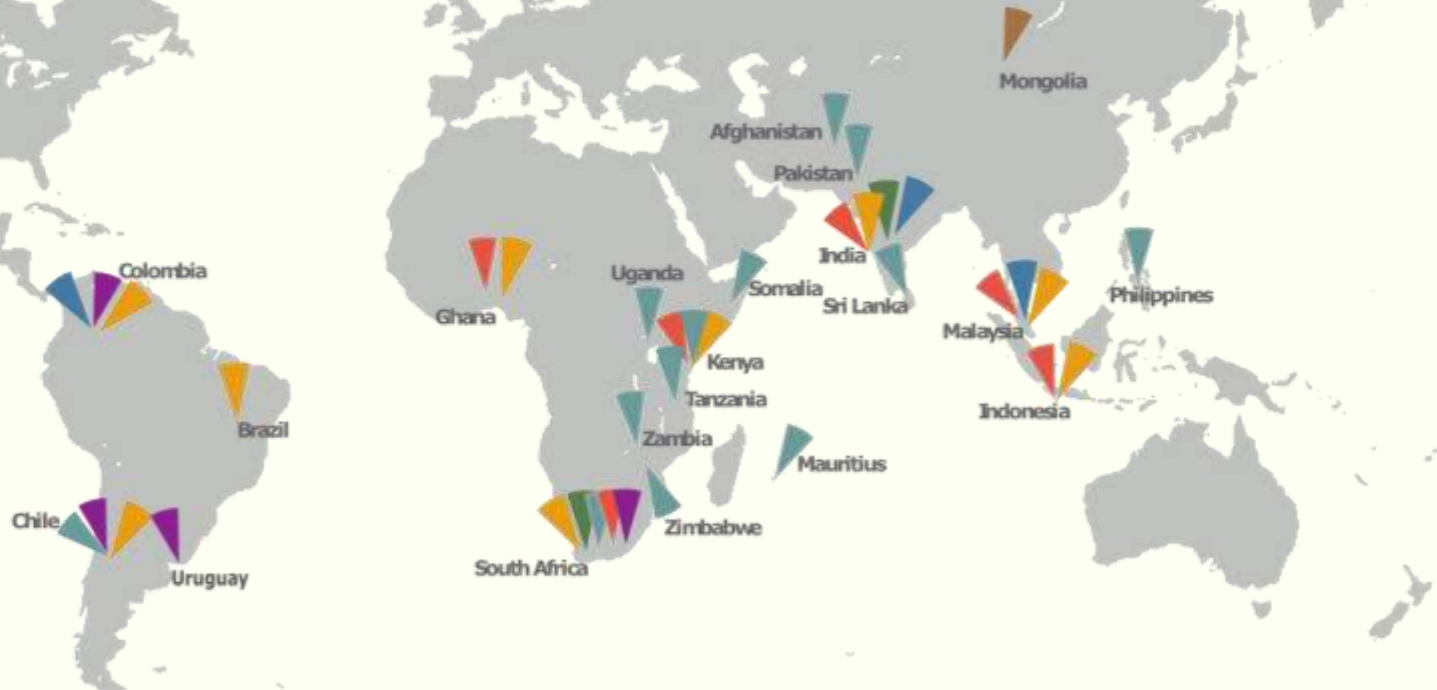 Mongolia
Afghanistan
Pakistan
India
Sri Lanka
Philippines
Malaysia
Indonesia
Colombia
Brazil
Chile
Uruguay
Ghana
Uganda
Somalia
Kenya
Tanzania
Zambia
Mauritius
Zimbabwe
South Africa